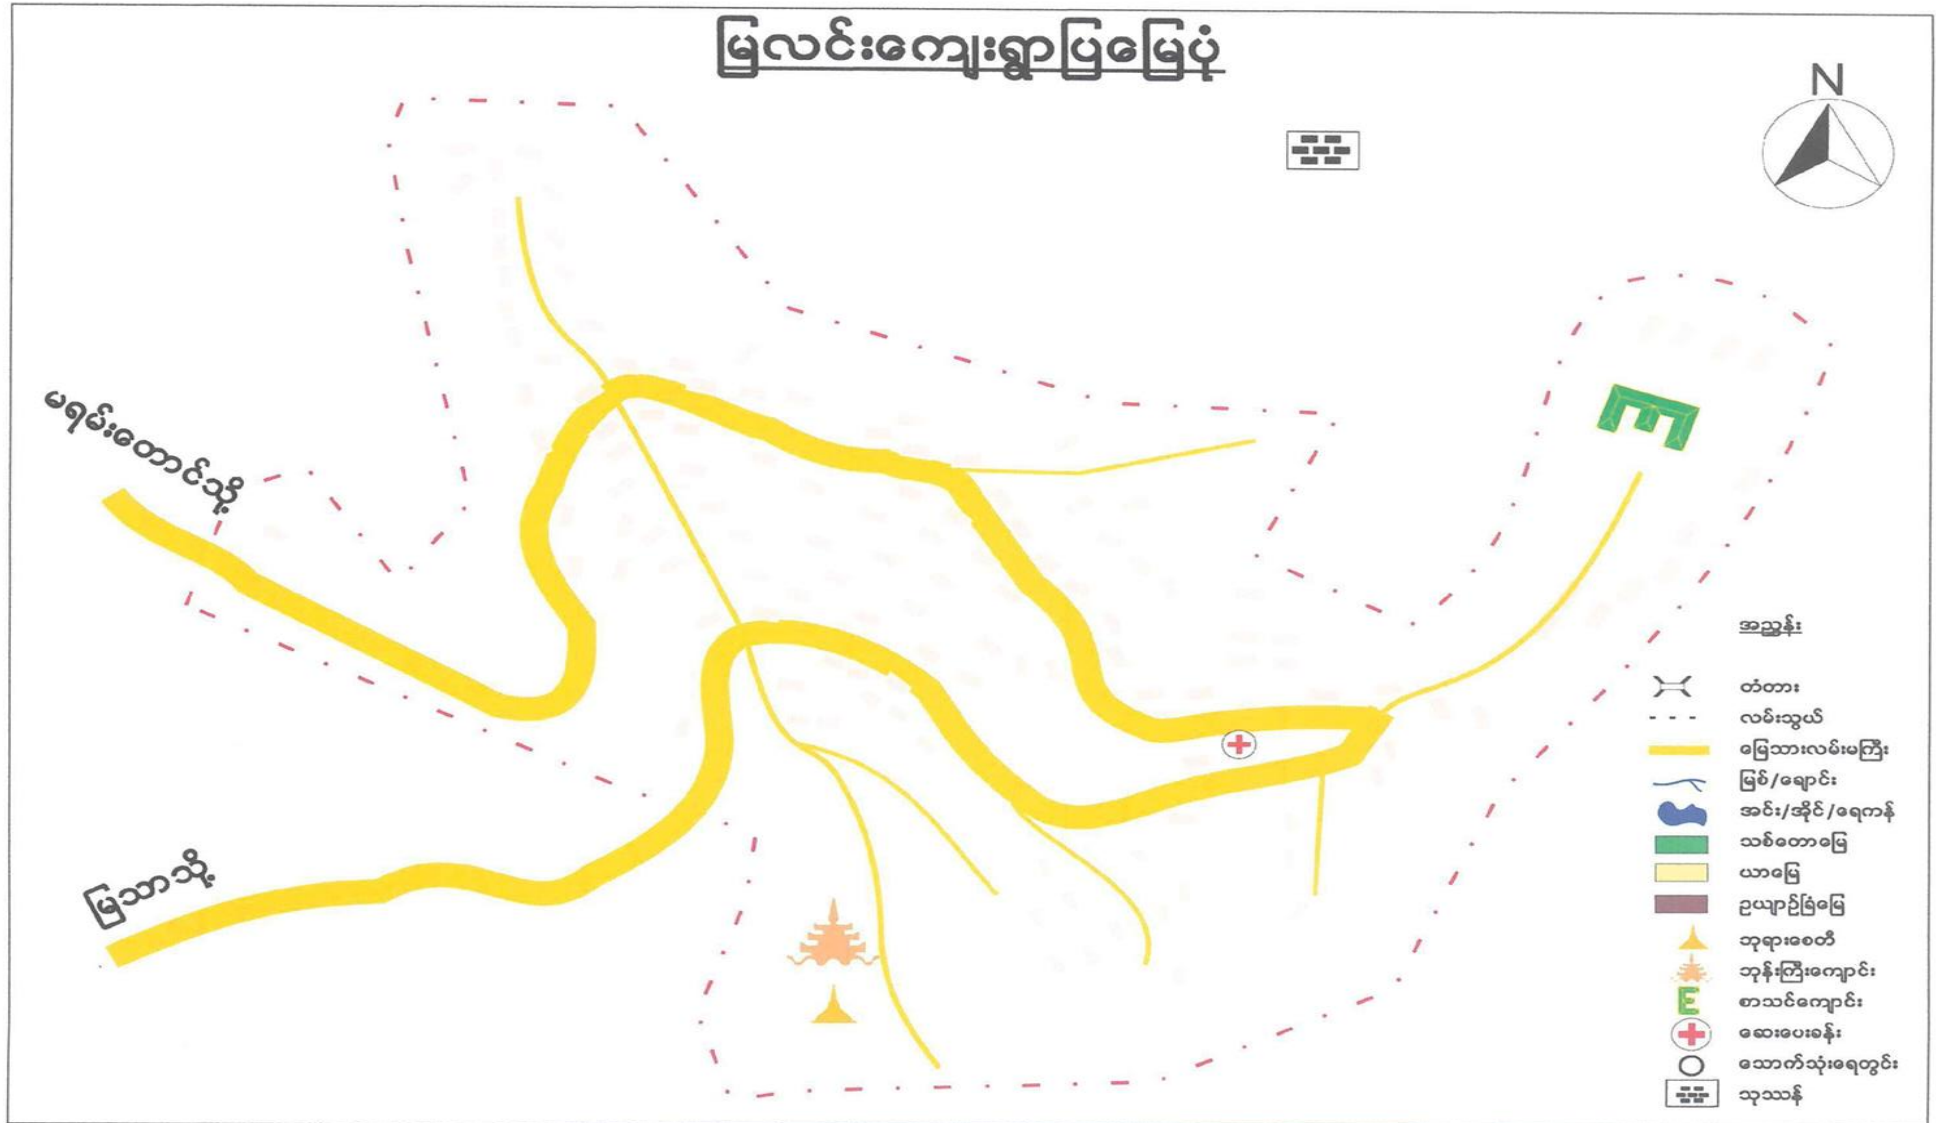 မြလင်းကျေးရွာပြမြေပုံ
N
မရမ်းတောင်သို့
မြသာသို့
အညွှန်း
တံတား
လမ်းသွယ်
မြေသားလမ်းမကြီး
မြစ်/ချောင်း
အင်း/အိုင်/ရေကန်
သစ်တောမြေ
ယာမြေ
ဥယျာဉ်ခြံမြေ
ဘုရားစေတီ
ဘုန်းကြီးကျောင်း
စာသင်ကျောင်း
ဆေးပေးခန်း
သောက်သုံးရေတွင်း
သုဿန်